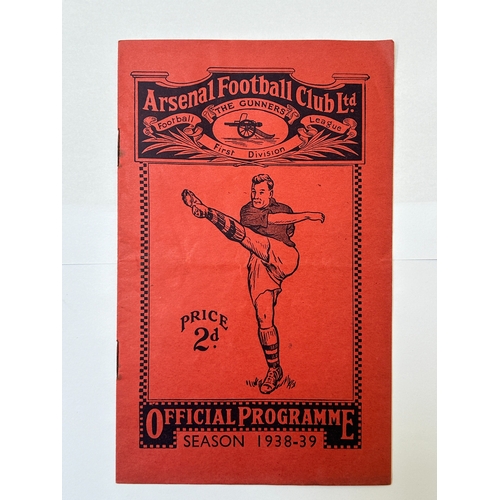 Arsenal Football Club Ltd
THE GUNNERS
Football League
First Division
PRICE
2d.
OFFICIAL PROGRAMME
SEASON 1938-39